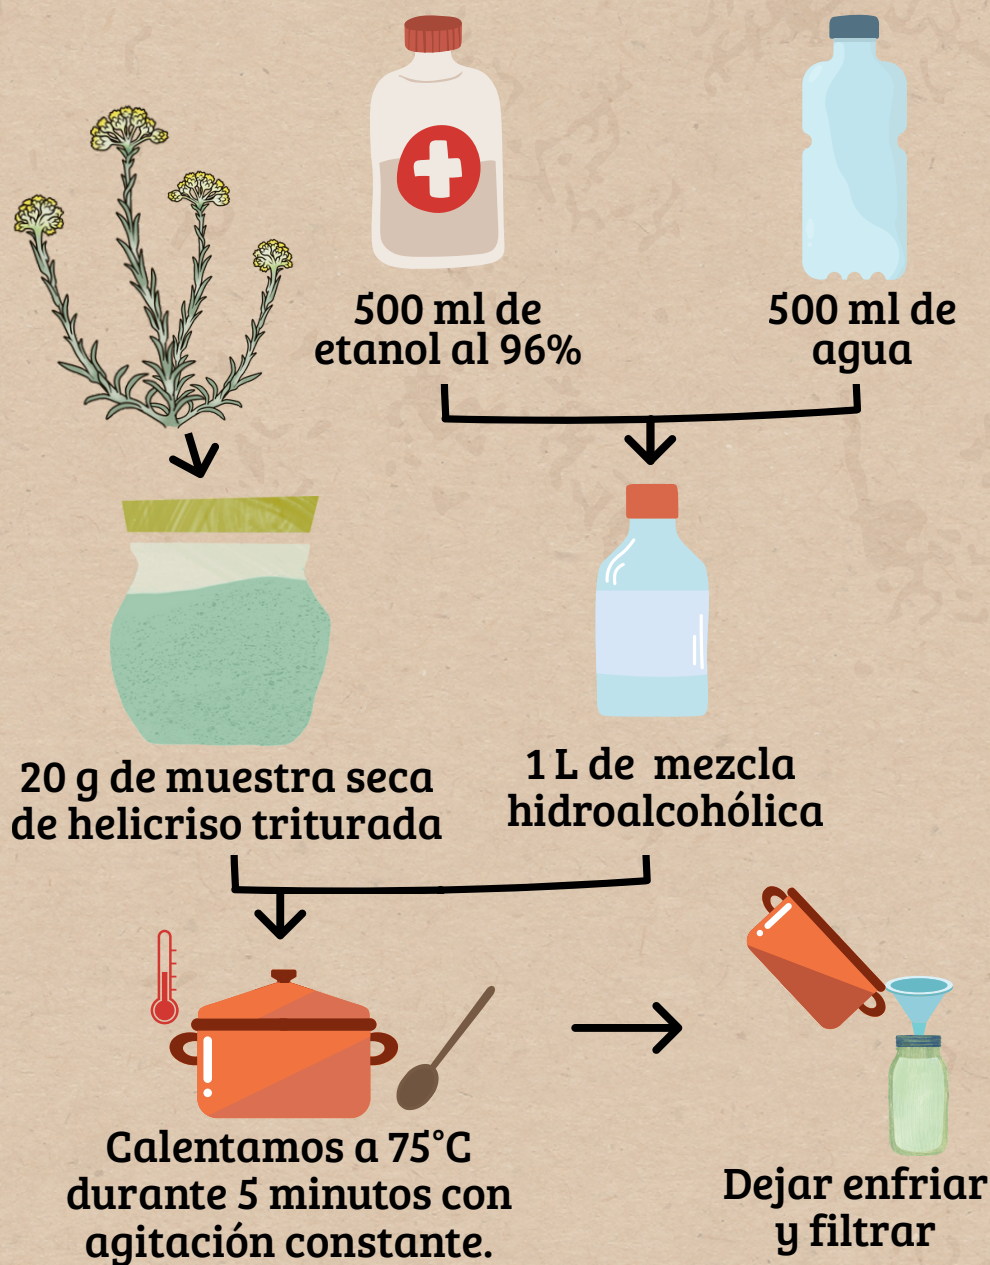 500 ml de
etanol al 96%
500 ml de
agua
20 g de muestra seca
de helicriso triturada
1 L de mezcla
hidroalcohólica
Calentamos a 75°C
durante 5 minutos con
agitación constante.
Dejar enfriar
y filtrar